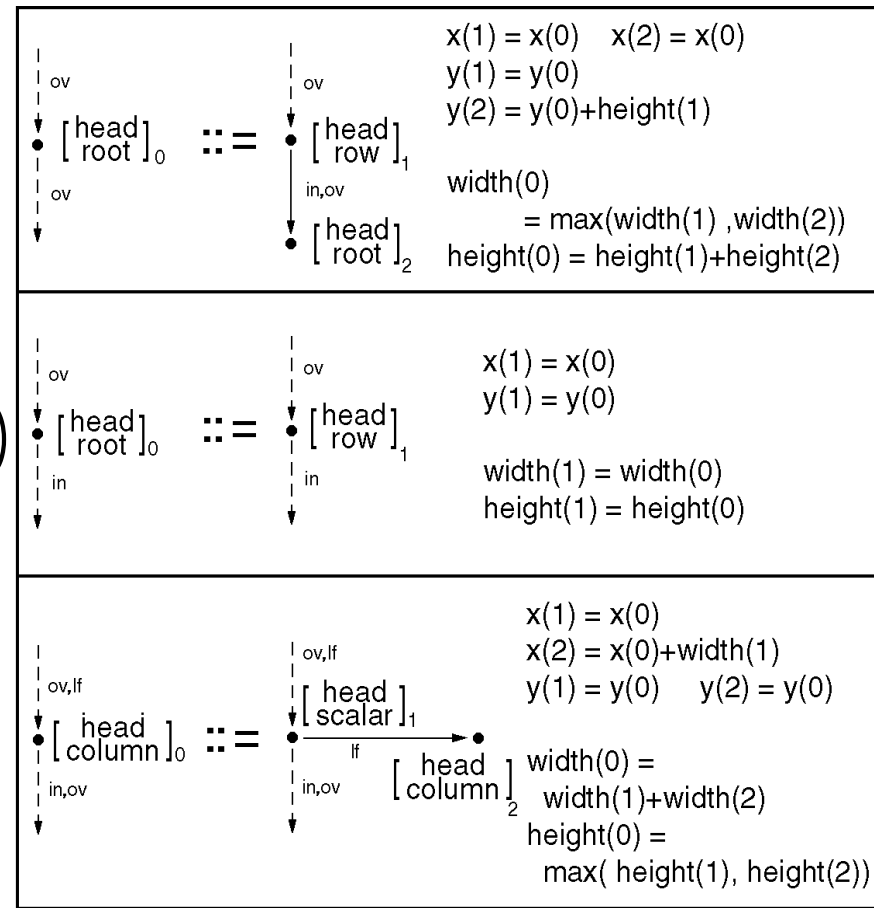 x(1) = x(0) x(2) = x(0)
y(1) = y(0)
y(2) = y(0)+height(1)
ov
[ head root ]0 ::= [ head row ]1
ov
ov
in,ov
[ head root ]2
width(0)
= max(width(1) ,width(2))
height(0) = height(1)+height(2)
)
ov
[ head root ]0 ::= [ head row ]1
ov
in
in
x(1) = x(0)
y(1) = y(0)
width(1) = width(0)
height(1) = height(0)
ov,lf
[ head column ]0 ::= [ head scalar ]1
ov,lf
in,ov
in,ov
lf
[ head column ]2
x(1) = x(0)
x(2) = x(0)+width(1)
y(1) = y(0) y(2) = y(0)
width(0) =
width(1)+width(2)
height(0) =
max( height(1), height(2))